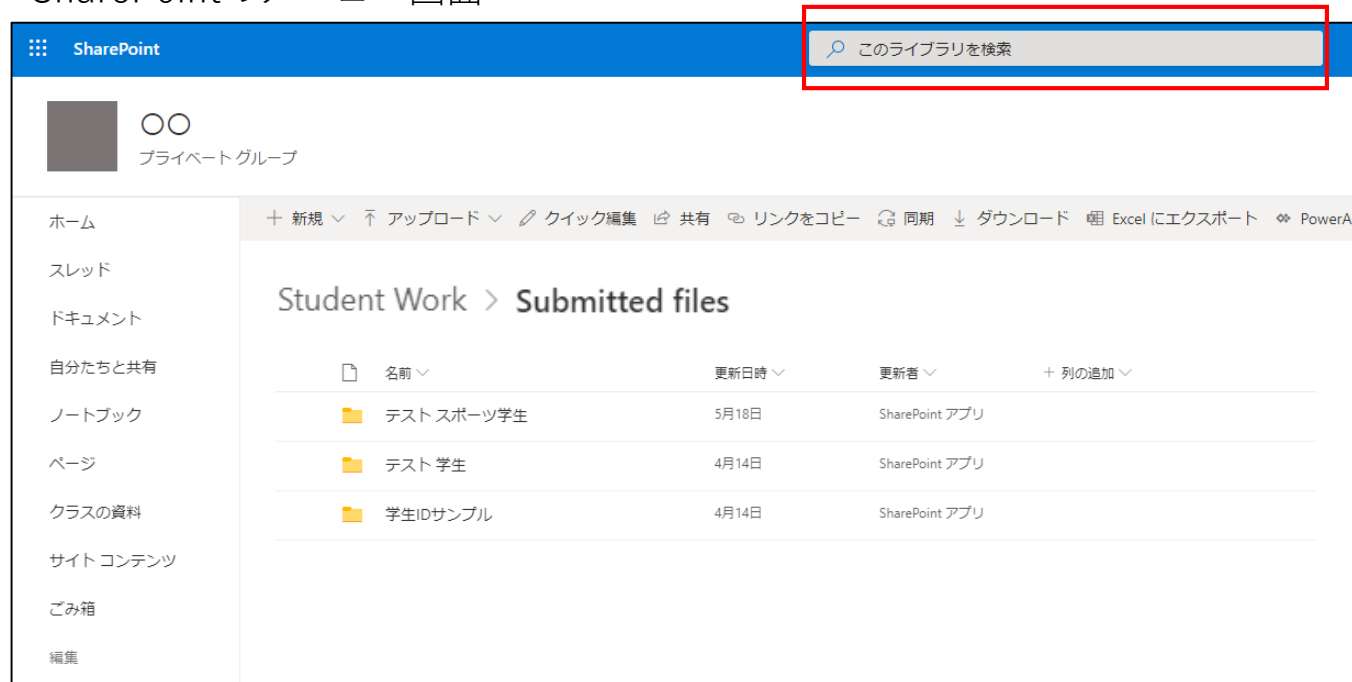 SharePoint
このライブラリを検索
〇〇
プライベート グループ
ホーム
スレッド
ドキュメント
自分たちと共有
ノートブック
ページ
クラスの資料
サイト コンテンツ
ごみ箱
編集
+ 新規 アップロード クイック編集 共有 リンクをコピー 同期 ダウンロード Excel にエクスポート PowerA
Student Work > Submitted files
名前 更新日時 更新者 + 列の追加
テスト スポーツ学生 5月18日 SharePoint アプリ
テスト 学生 4月14日 SharePoint アプリ
学生IDサンプル 4月14日 SharePoint アプリ